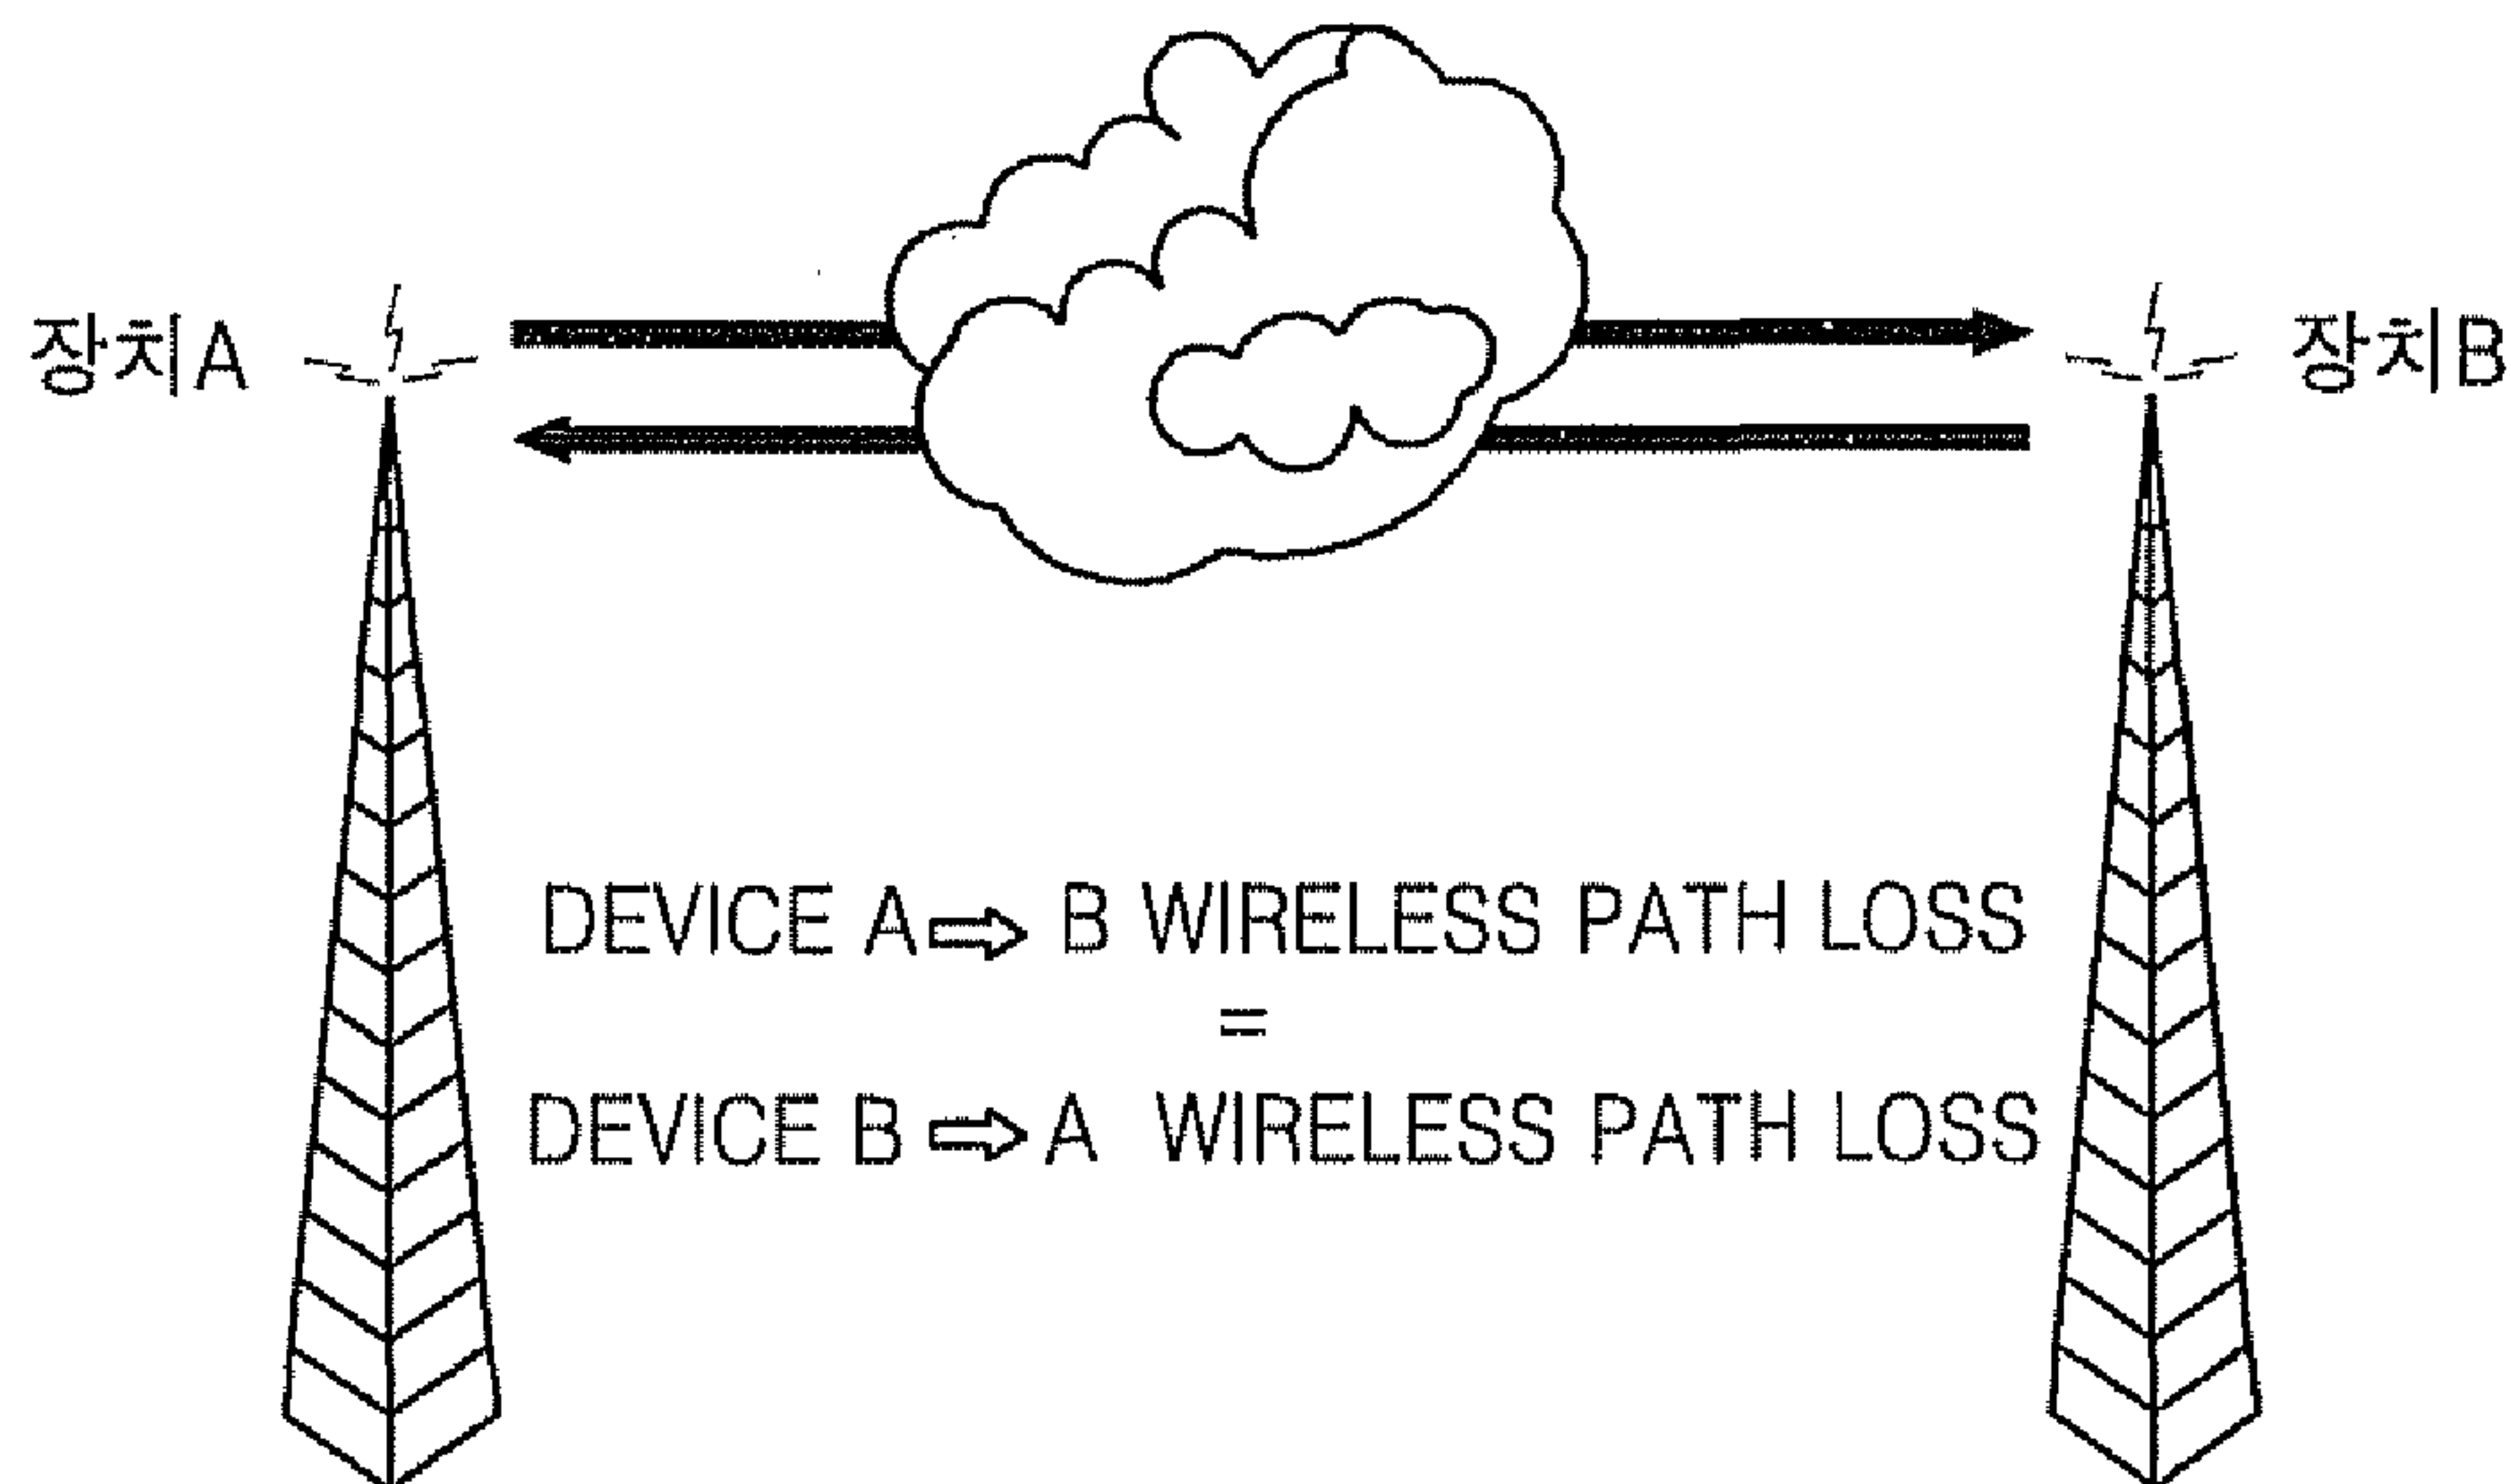 장치A
장치B
DEVICE A ⇨ B WIRELESS PATH LOSS
=
DEVICE B ⇨ A WIRELESS PATH LOSS